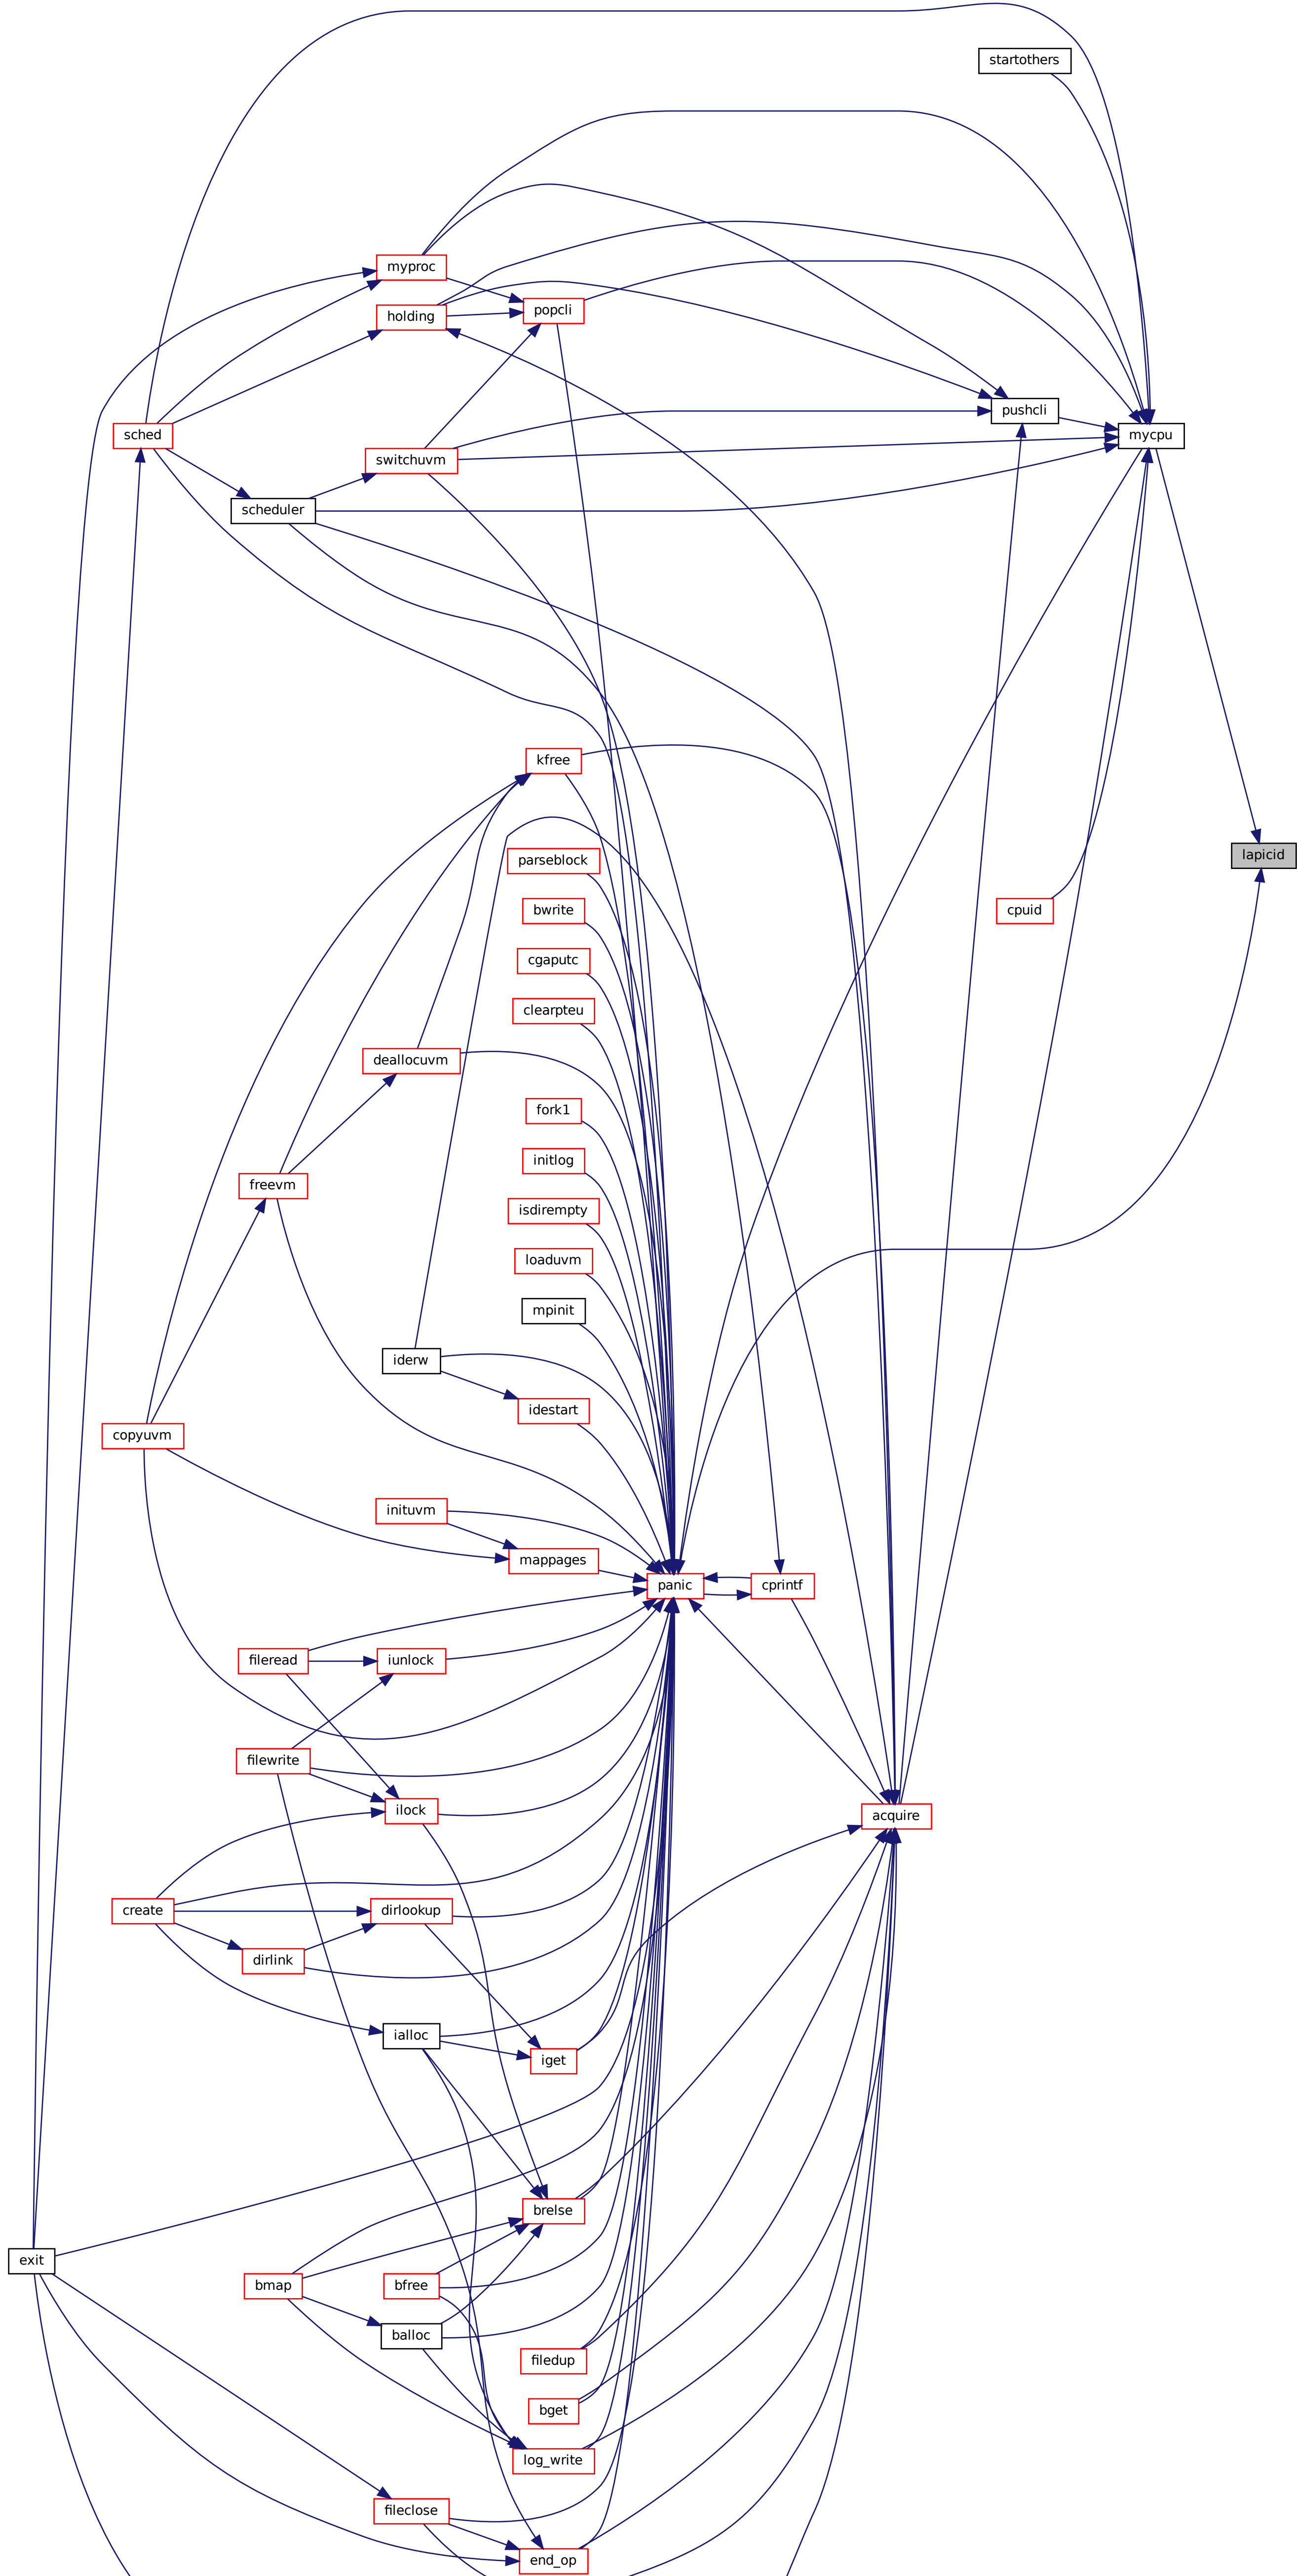 startothers
myproc
holding
popcli
pushcli
sched
mycpu
switchuvm
scheduler
kfree
lapicid
parseblock
bwrite
cpuid
cgaputc
clearpteu
deallocuvm
fork1
initlog
freevm
isdirempty
loaduvm
mpinit
iderw
idestart
copyuvm
inituvm
mappages
panic
cprintf
fileread
iunlock
filewrite
ilock
acquire
create
dirlookup
dirlink
ialloc
iget
brelse
exit
bmap
bfree
balloc
filedup
bget
log_write
fileclose
end_op